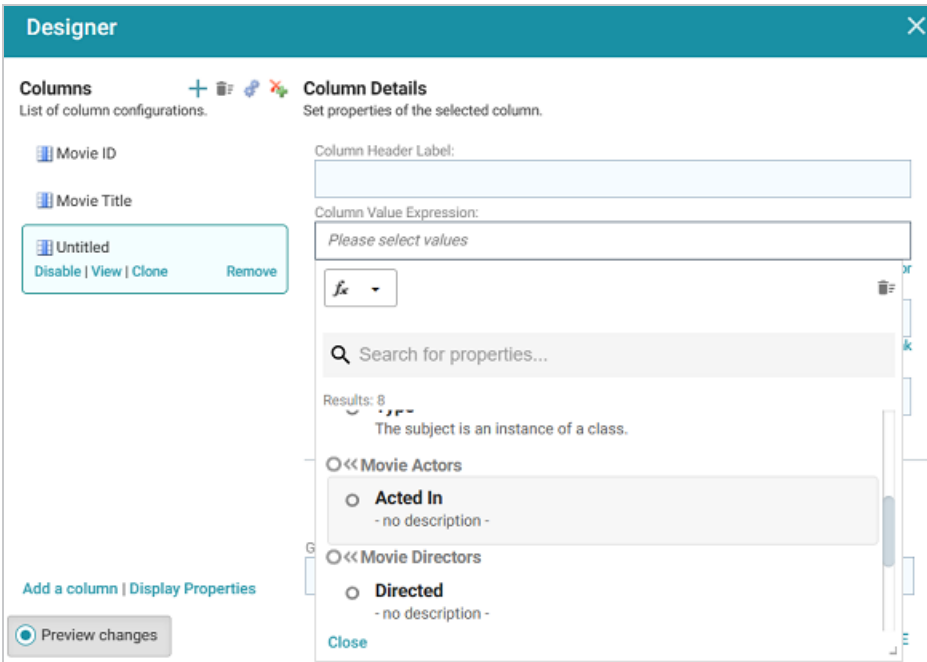 Designer
Columns
List of column configurations.
Movie ID
Movie Title
Untitled
Disable | View | Clone Remove
Add a column | Display Properties
Preview changes
Column Details
Set properties of the selected column.
Column Header Label:
Column Value Expression:
Please select values
fx
Search for properties...
Results: 8
Type
The subject is an instance of a class.
Movie Actors
Acted In
- no description -
Movie Directors
Directed
- no description -
Close